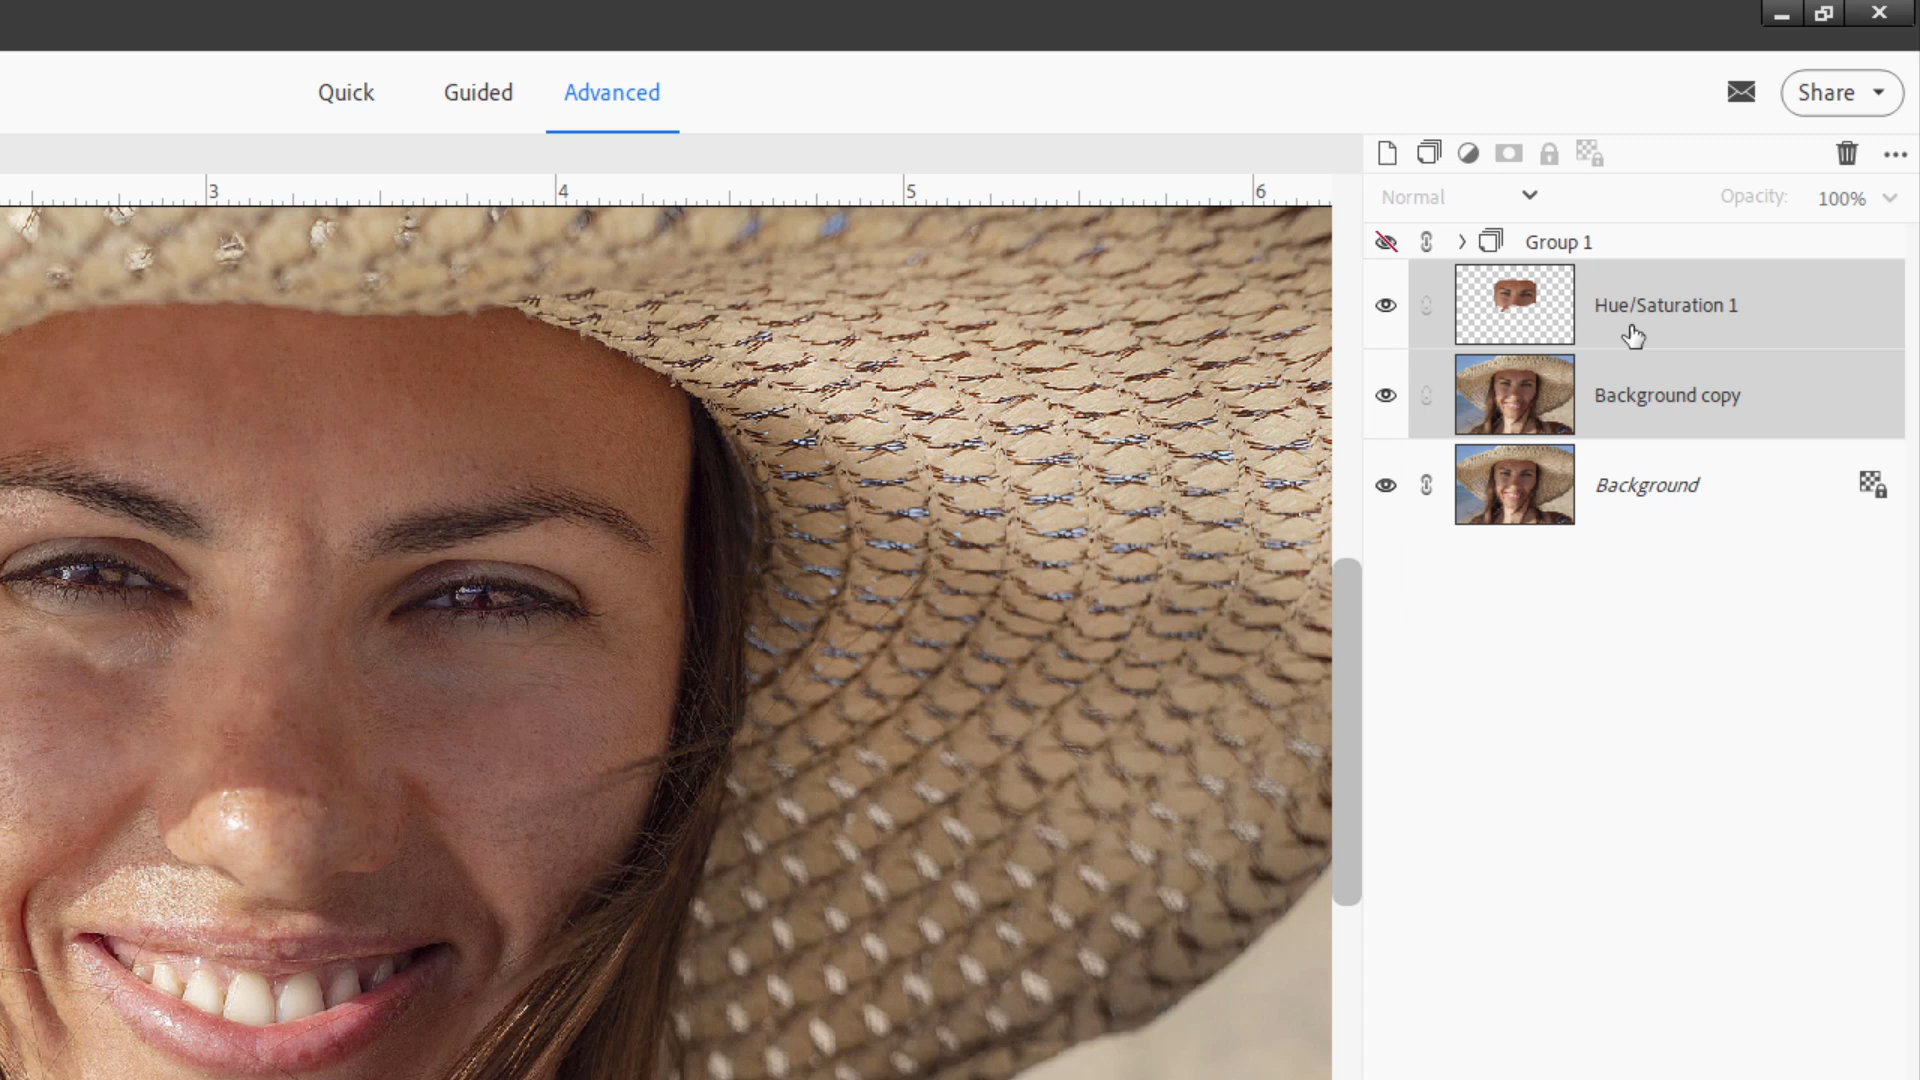 Quick Guided Advanced
Share
Normal Opacity: 100%
3 4 5 6
Group 1
Hue/Saturation 1
Background copy
Background